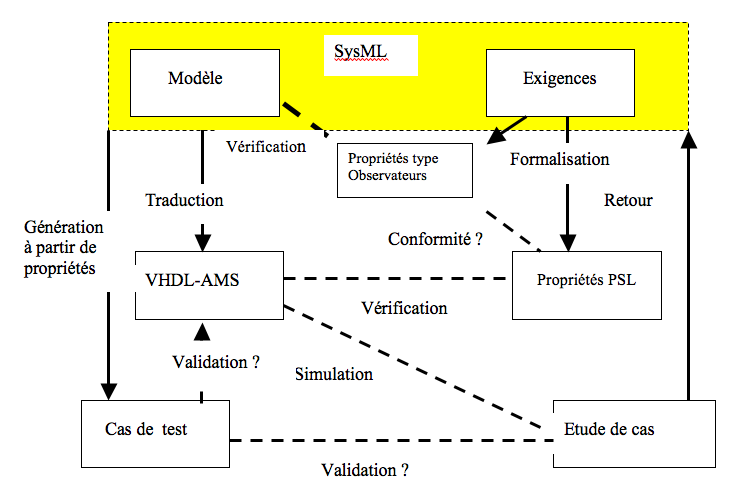 SysML
Modèle
Exigences
Vérification
Propriétés type
Observateurs
Formalisation
Traduction
Retour
Génération
à partir de
propriétés
Conformité ?
VHDL-AMS
Propriétés PSL
Vérification
Validation ?
Simulation
Cas de test
Etude de cas
Validation ?